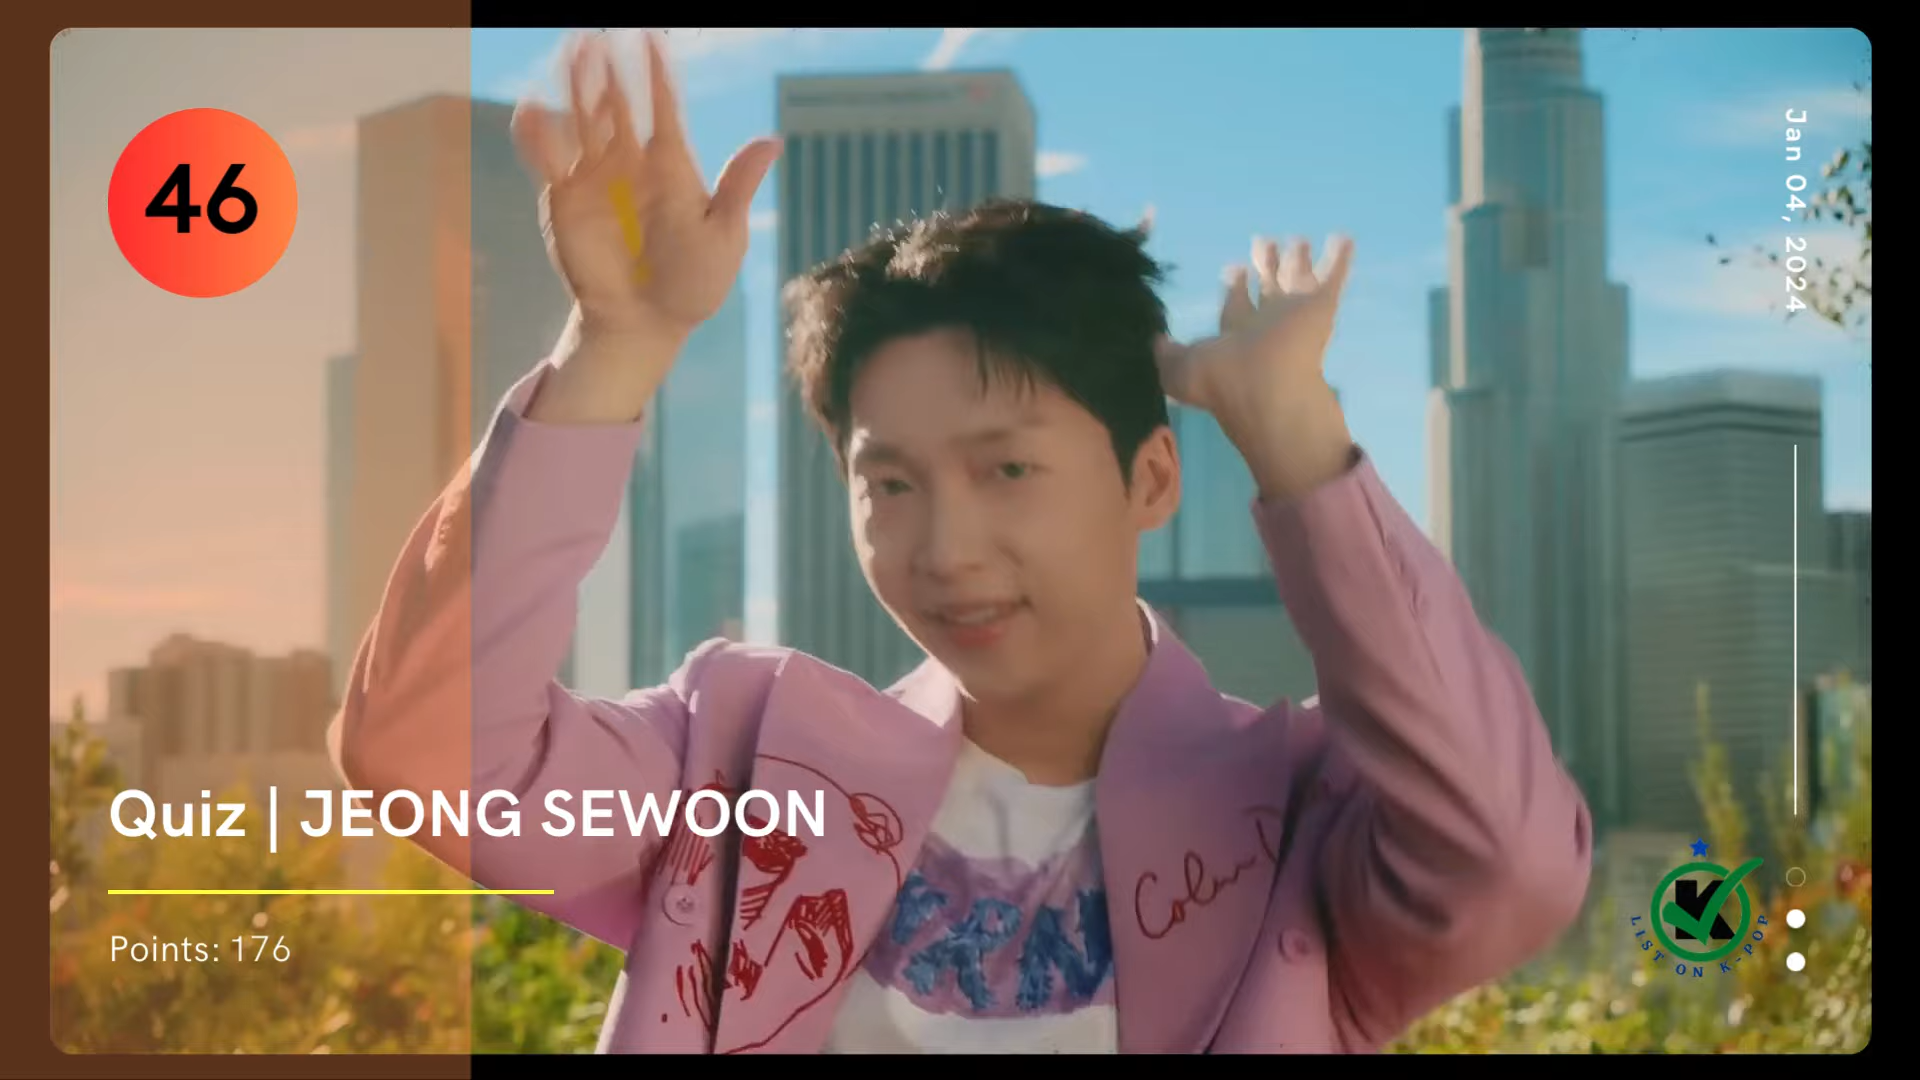 46
Jan 04, 2024
Quiz | JEONG SEWOON
Points: 176
K
LIST ON K-POP